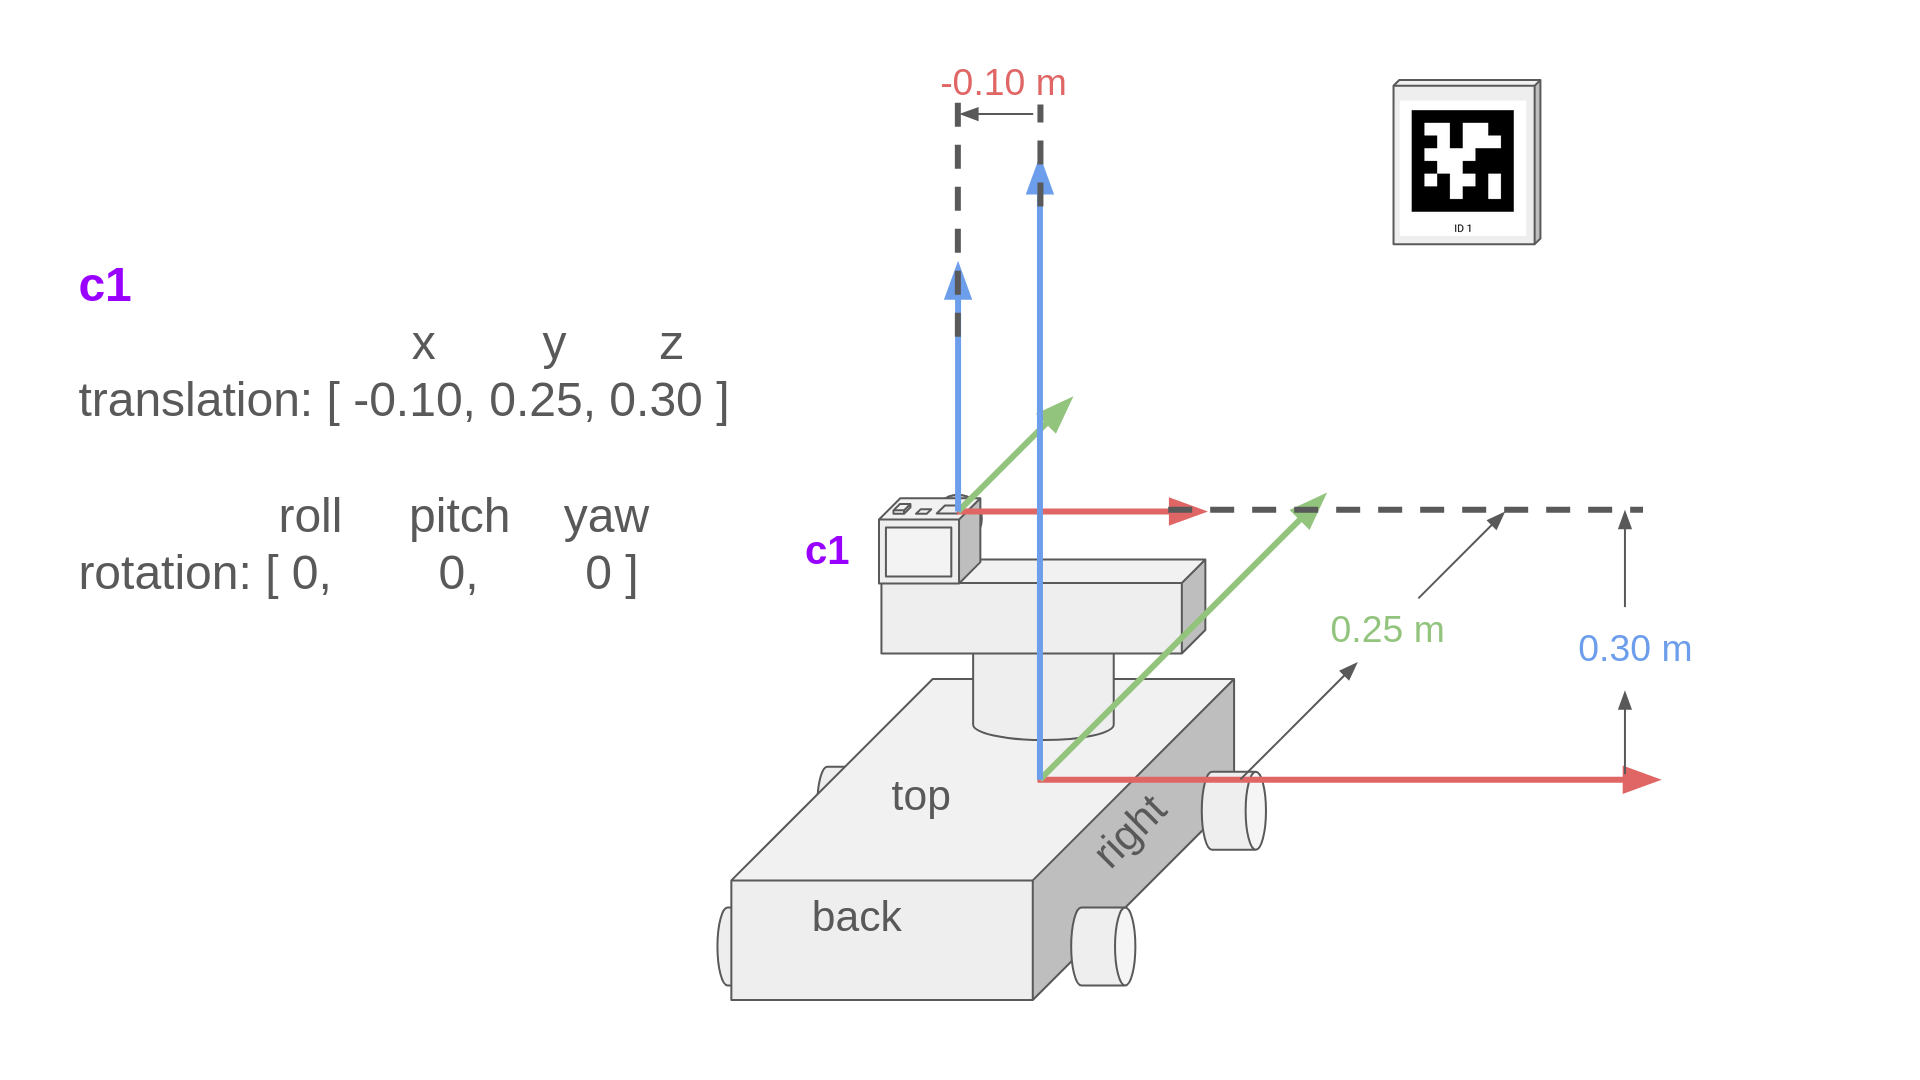 -0.10 m
ID 1
c1
x y z
translation: [ -0.10, 0.25, 0.30 ]
roll pitch yaw
rotation: [ 0, 0, 0 ]
c1
0.25 m
0.30 m
top
right
back